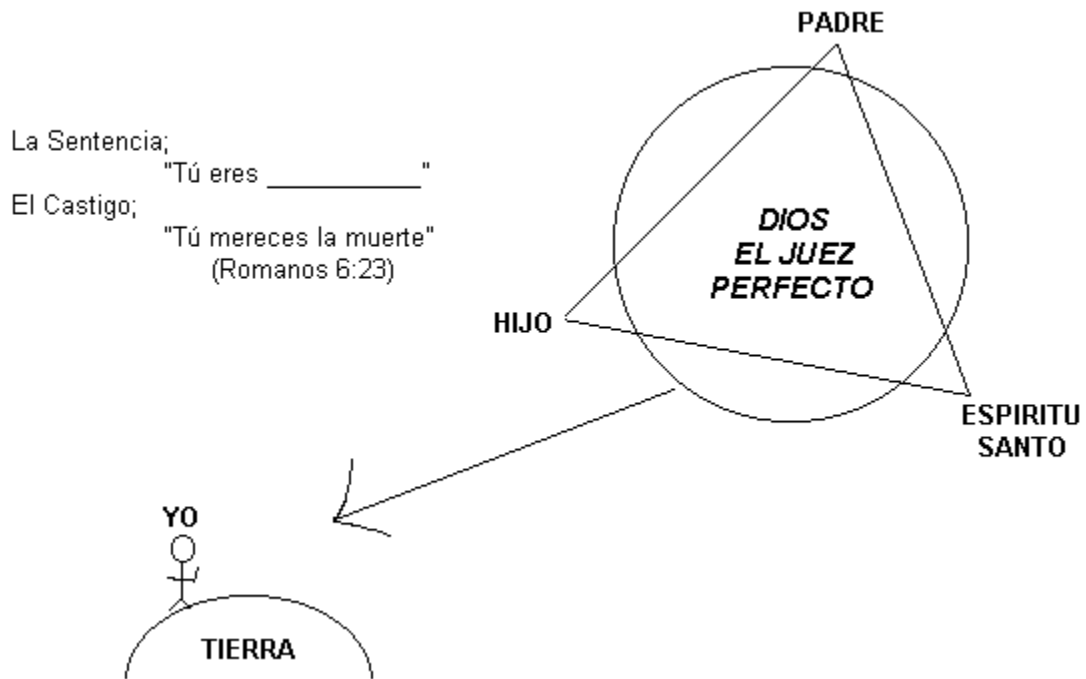 PADRE
La Sentencia;
"Tú eres __________"
El Castigo;
"Tú mereces la muerte"
(Romanos 6:23)
DIOS
EL JUEZ
PERFECTO
HIJO
ESPIRITU
SANTO
YO
TIERRA